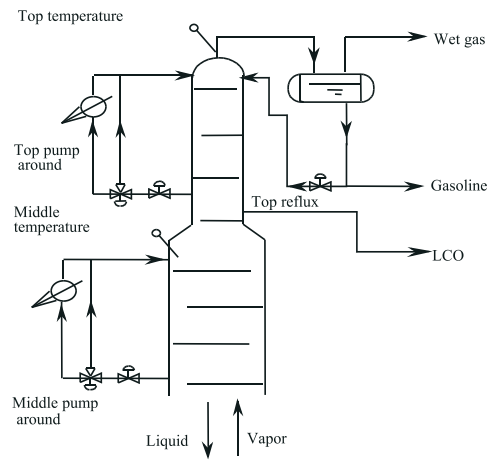 Top temperature
Wet gas
Top pump
around
Gasoline
Top reflux
Middle
temperature
LCO
Middle pump
around
Liquid
Vapor